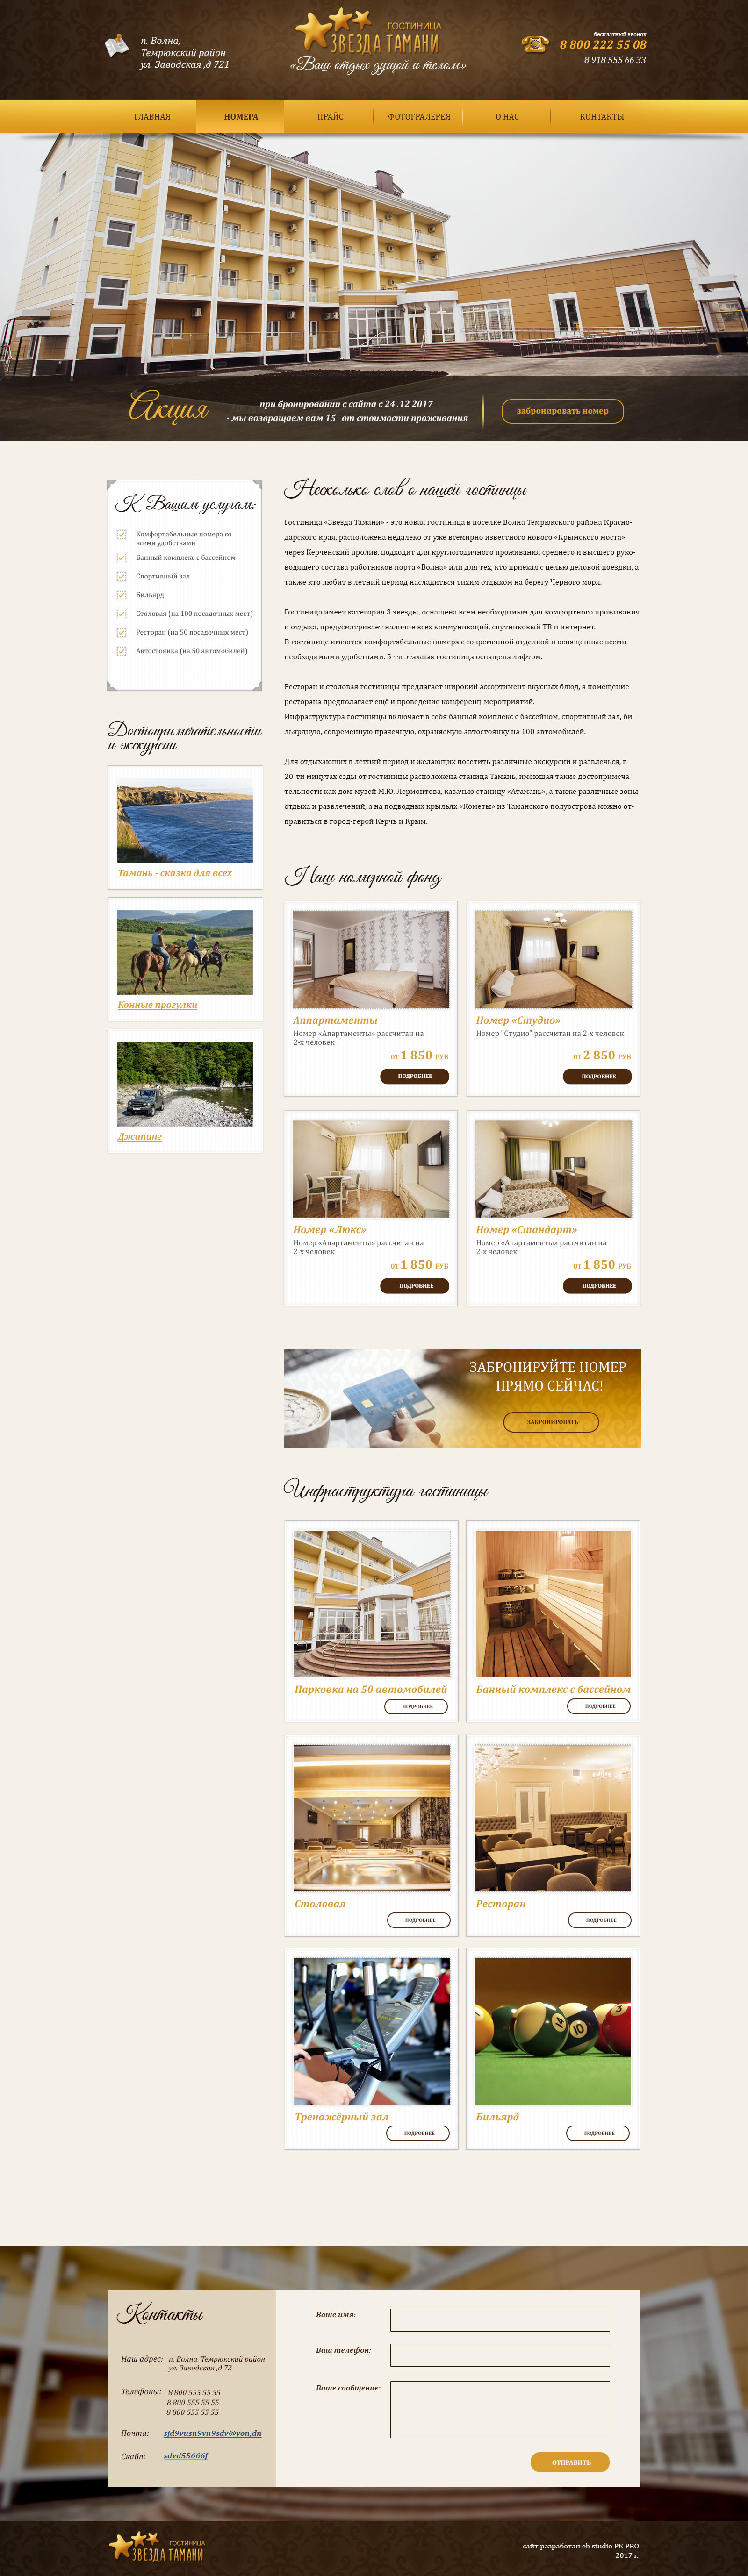 п. Волна,
Темрюкский район
ул. Заводская ,д 721
ГОСТИНИЦА
ЗВЕЗДА ТАМАНИ
«Ваш отдых душой и телом»
бесплатный звонок
8 800 222 55 08
8 918 555 66 33
ГЛАВНАЯ
НОМЕРА
ПРАЙС
ФОТОГРАЛЕРЕЯ
О НАС
КОНТАКТЫ
Акция
при бронировании с сайта с 24 .12 2017
- мы возвращаем вам 15 от стоимости проживания
забронировать номер
К Вашим услугам:
Комфортабельные номера со
всеми удобствами
Банный комплекс с бассейном
Спортивный зал
Бильярд
Столовая (на 100 посадочных мест)
Ресторан (на 50 посадочных мест)
Автостоянка (на 50 автомобилей)
Достопримечательности
и экскурсии
Тамань - сказка для всех
Конные прогулки
Джипинг
Несколько слов о нашей гостинцы
Гостиница «Звезда Тамани» - это новая гостиница в поселке Волна Темрюкского района Красно-
дарского края, расположена недалеко от уже всемирно известного нового «Крымского моста»
через Керченский пролив, подходит для круглогодичного проживания среднего и высшего руко-
водящего состава работников порта «Волна» или для тех, кто приехал с целью деловой поездки, а
также кто любит в летний период насладиться тихим отдыхом на берегу Черного моря.
Гостиница имеет категория 3 звезды, оснащена всем необходимым для комфортного проживания
и отдыха, предусматривает наличие всех коммуникаций, спутниковый ТВ и интернет.
В гостинице имеются комфортабельные номера с современной отделкой и оснащенные всеми
необходимыми удобствами. 5-ти этажная гостиница оснащена лифтом.
Ресторан и столовая гостиницы предлагает широкий ассортимент вкусных блюд, а помещение
ресторана предполагает ещё и проведение конференц-мероприятий.
Инфраструктура гостиницы включает в себя банный комплекс с бассейном, спортивный зал, би-
льярдную, современную прачечную, охраняемую автостоянку на 100 автомобилей.
Для отдыхающих в летний период и желающих посетить различные экскурсии и развлечься, в
20-ти минутах езды от гостиницы расположена станица Тамань, имеющая такие достопримеча-
тельности как дом-музей М.Ю. Лермонтова, казачью станицу «Атамань», а также различные зоны
отдыха и развлечений, а на подводных крыльях «Кометы» из Таманского полуострова можно от-
правиться в город-герой Керчь и Крым.
Наш номерной фонд
Аппартаменты
Номер «Апартаменты» рассчитан на
2-х человек
от 1 850 руб
ПОДРОБНЕЕ
Номер «Студио»
Номер "Студио" рассчитан на 2-х человек
от 2 850 руб
ПОДРОБНЕЕ
Номер «Люкс»
Номер «Апартаменты» рассчитан на
2-х человек
от 1 850 руб
ПОДРОБНЕЕ
Номер «Стандарт»
Номер «Апартаменты» рассчитан на
2-х человек
от 1 850 руб
ПОДРОБНЕЕ
ЗАБРОНИРУЙТЕ НОМЕР
ПРЯМО СЕЙЧАС!
ЗАБРОНИРОВАТЬ
Инфраструктура гостиницы
Парковка на 50 автомобилей
ПОДРОБНЕЕ
Банный комплекс с бассейном
ПОДРОБНЕЕ
Столовая
ПОДРОБНЕЕ
Ресторан
ПОДРОБНЕЕ
14
10
3
Тренажёрный зал
ПОДРОБНЕЕ
Бильярд
ПОДРОБНЕЕ
Контакты
Наш адрес: п. Волна, Темрюкский район
ул. Заводская ,д 72
Телефоны: 8 800 555 55 55
8 800 555 55 55
8 800 555 55 55
Почта: sjd9vusn9vn9sdv@von;dn
Скайп: sdvd55666f
Ваше имя:
Ваш телефон:
Ваше сообщение:
ОТПРАВИТЬ
ГОСТИНИЦА
ЗВЕЗДА ТАМАНИ
сайт разработан eb studio PK PRO
2017 г.